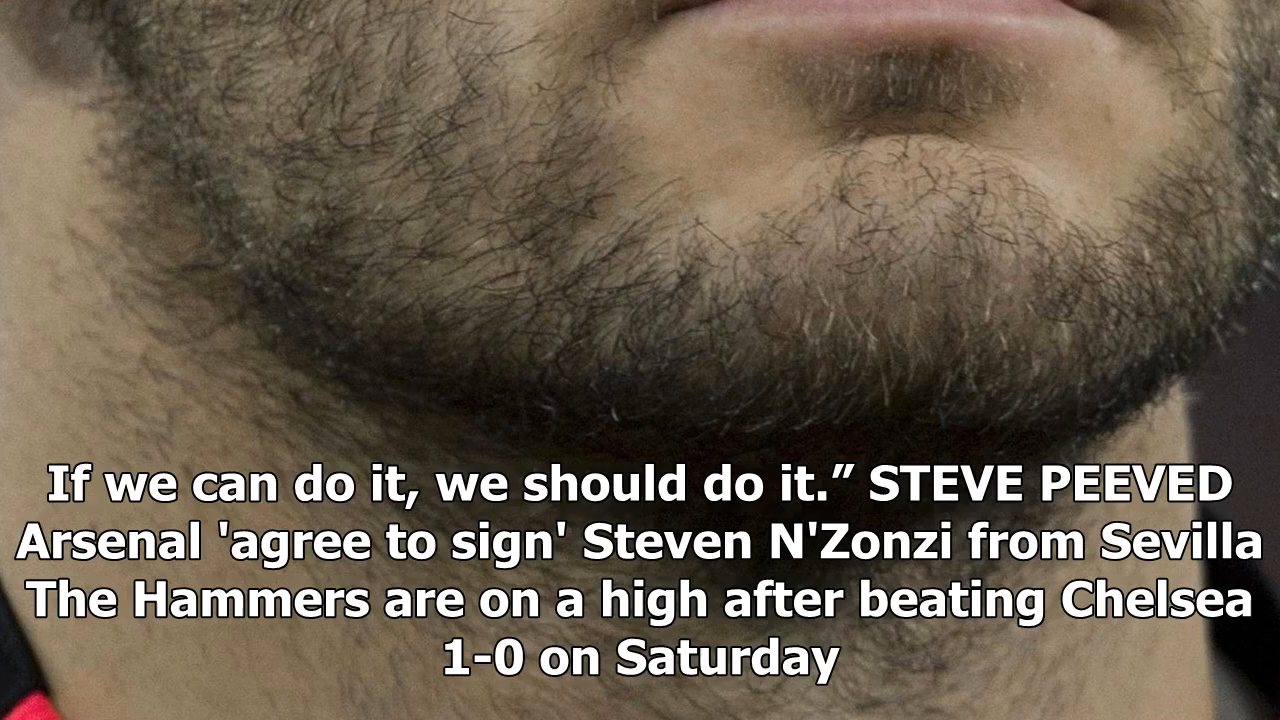 If we can do it, we should do it.” STEVE PEEVED
Arsenal 'agree to sign' Steven N'Zonzi from Sevilla
The Hammers are on a high after beating Chelsea
1-0 on Saturday